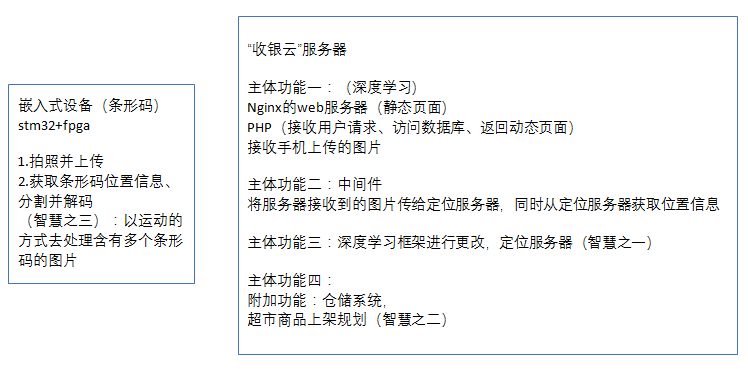 嵌入式设备（条形码）
stm32+fpga
1.拍照并上传
2.获取条形码位置信息、
分割并解码
（智慧之三）：以运动的
方式去处理含有多个条形
码的图片
“收银云”服务器
主体功能一：（深度学习）
Nginx的web服务器（静态页面）
PHP（接收用户请求、访问数据库、返回动态页面）
接收手机上传的图片
主体功能二：中间件
将服务器接收到的图片传给定位服务器，同时从定位服务器获取位置信息
主体功能三：深度学习框架进行更改，定位服务器（智慧之一）
主体功能四：
附加功能：仓储系统，
超市商品上架规划（智慧之二）